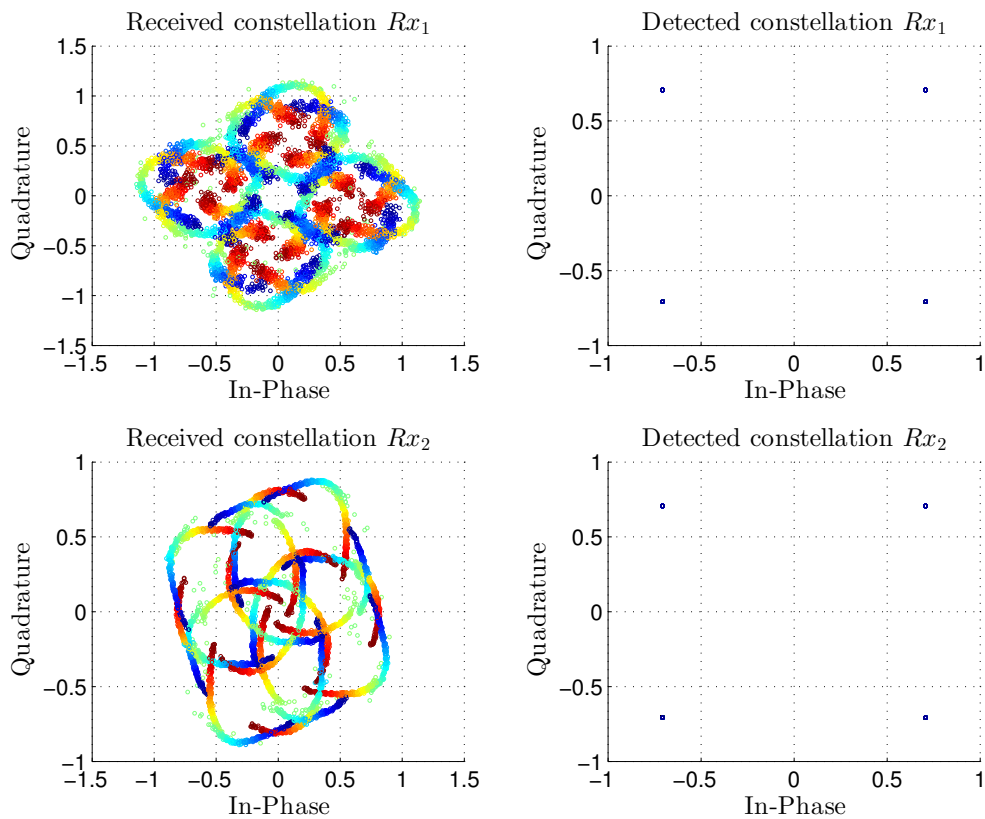 Received constellation Rx₁
1.5
1
0.5
0
−0.5
−1
−1.5
−1.5 −1 −0.5 0 0.5 1 1.5
Quadrature
In-Phase
Detected constellation Rx₁
1
0.5
0
−0.5
−1
−1 −0.5 0 0.5 1
Quadrature
In-Phase
Received constellation Rx₂
1
0.5
0
−0.5
−1
−1.5 −1 −0.5 0 0.5 1 1.5
Quadrature
In-Phase
Detected constellation Rx₂
1
0.5
0
−0.5
−1
−1 −0.5 0 0.5 1
Quadrature
In-Phase